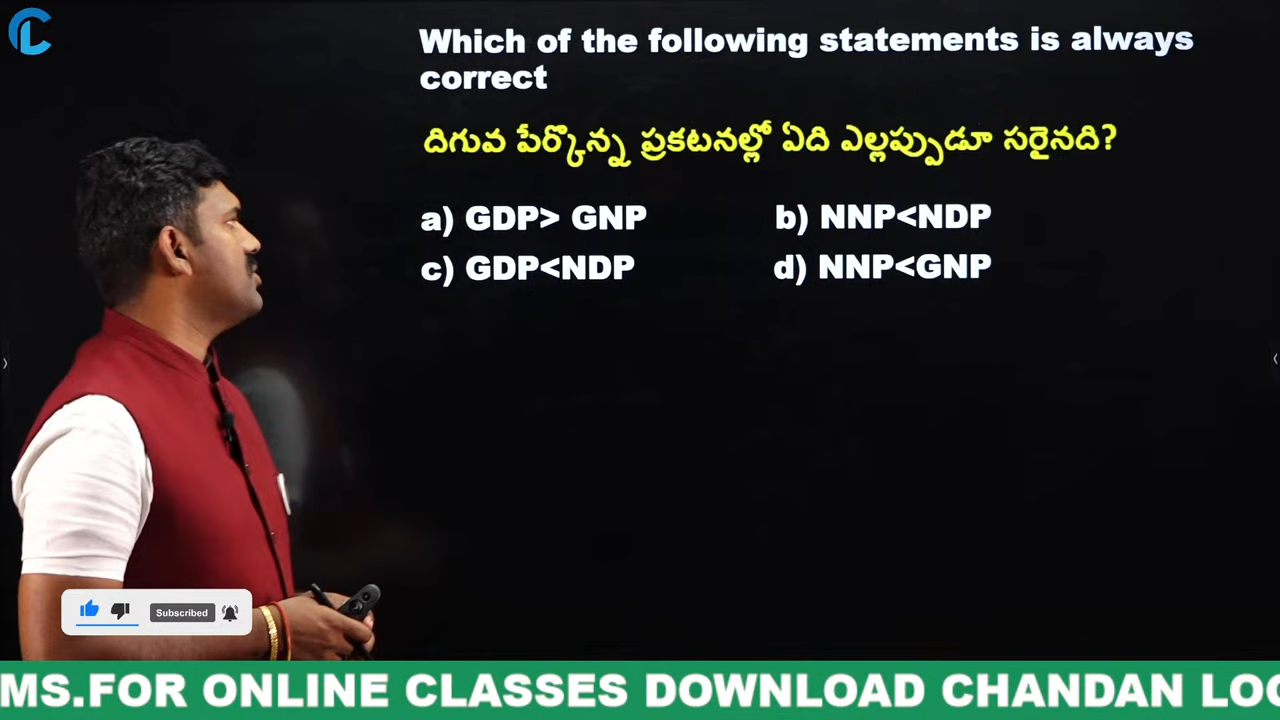 Which of the following statements is always
correct
దిగువ పేర్కొన్న ప్రకటనల్లో ఏది ఎల్లప్పుడూ సరైనది?
a) GDP> GNP
b) NNP<NDP
c) GDP<NDP
d) NNP<GNP
Subscribed
MS.FOR ONLINE CLASSES DOWNLOAD CHANDAN